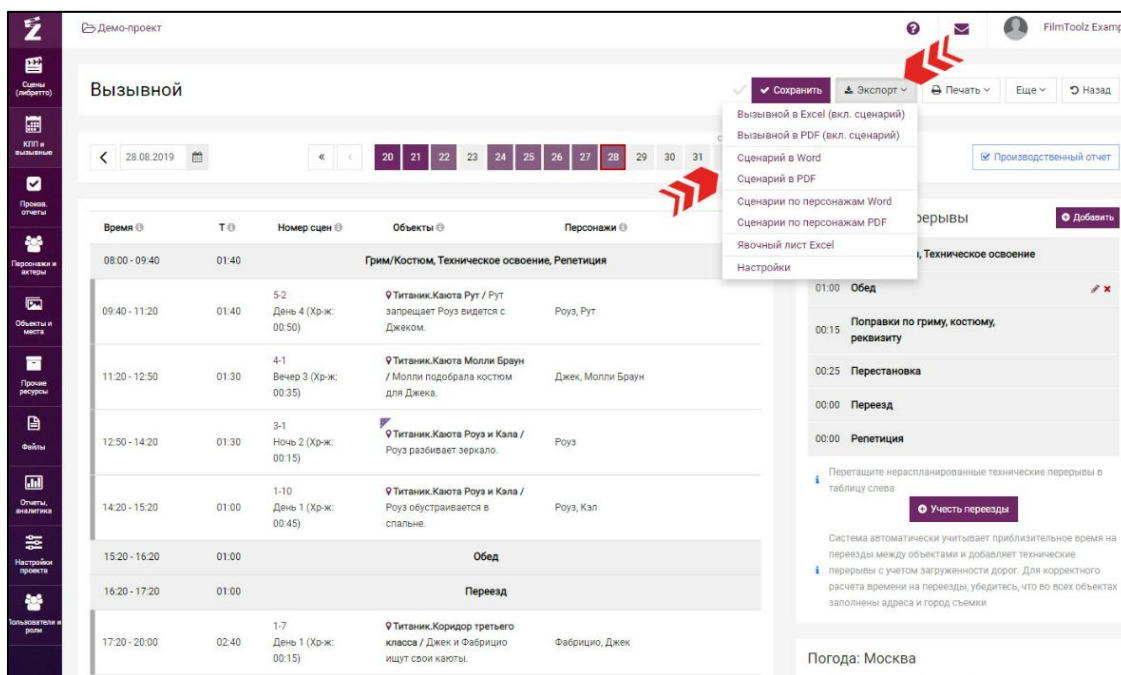 Демо-проект
FilmToolz Examp
Сцены
(либретто)
КПП и
вызывные
Произв.
отчеты
Персонажи и
актеры
Объекты и
места
Прочие
ресурсы
Файлы
Отчеты,
аналитика
Настройки
проекта
Пользователи и
роли
Вызывной
Сохранить Экспорт Печать Еще Назад
Вызывной в Excel (вкл. сценарий)
Вызывной в PDF (вкл. сценарий)
Сценарий в Word
Сценарий в PDF
Сценарии по персонажам Word
Сценарии по персонажам PDF
Явочный лист Excel
Настройки
28.08.2019 « ‹ 20 21 22 23 24 25 26 27 28 29 30 31
Производственный отчет
Время Т Номер сцен Объекты Персонажи
08:00 - 09:40 01:40 Грим/Костюм, Техническое освоение, Репетиция
09:40 - 11:20 01:40
5-2
День 4 (Хр-ж:
00:50)
Титаник.Каюта Рут / Рут
запрещает Роуз видется с
Джеком.
Роуз, Рут
11:20 - 12:50 01:30
4-1
Вечер 3 (Хр-ж:
00:35)
Титаник.Каюта Молли Браун
/ Молли подобрала костюм
для Джека.
Джек, Молли Браун
12:50 - 14:20 01:30
3-1
Ночь 2 (Хр-ж:
00:15)
Титаник.Каюта Роуз и Кэла /
Роуз разбивает зеркало.
Роуз
14:20 - 15:20 01:00
1-10
День 1 (Хр-ж:
00:45)
Титаник.Каюта Роуз и Кэла /
Роуз обустраивается в
спальне.
Роуз, Кэл
15:20 - 16:20 01:00 Обед
16:20 - 17:20 01:00 Переезд
17:20 - 20:00 02:40
1-7
День 1 (Хр-ж:
00:15)
Титаник.Коридор третьего
класса / Джек и Фабрицио
ищут свои каюты.
Фабрицио, Джек
ерерывы Добавить
, Техническое освоение
01:00 Обед
00:15 Поправки по гриму, костюму,
реквизиту
00:25 Перестановка
00:00 Переезд
00:00 Репетиция
Перетащите нераспланированные технические перерывы в
таблицу слева
Учесть переезды
Система автоматически учитывает приблизительное время на
переезды между объектами и добавляет технические
перерывы с учетом загруженности дорог. Для корректного
расчета времени на переезды, убедитесь, что во всех объектах
заполнены адреса и город съемки
Погода: Москва